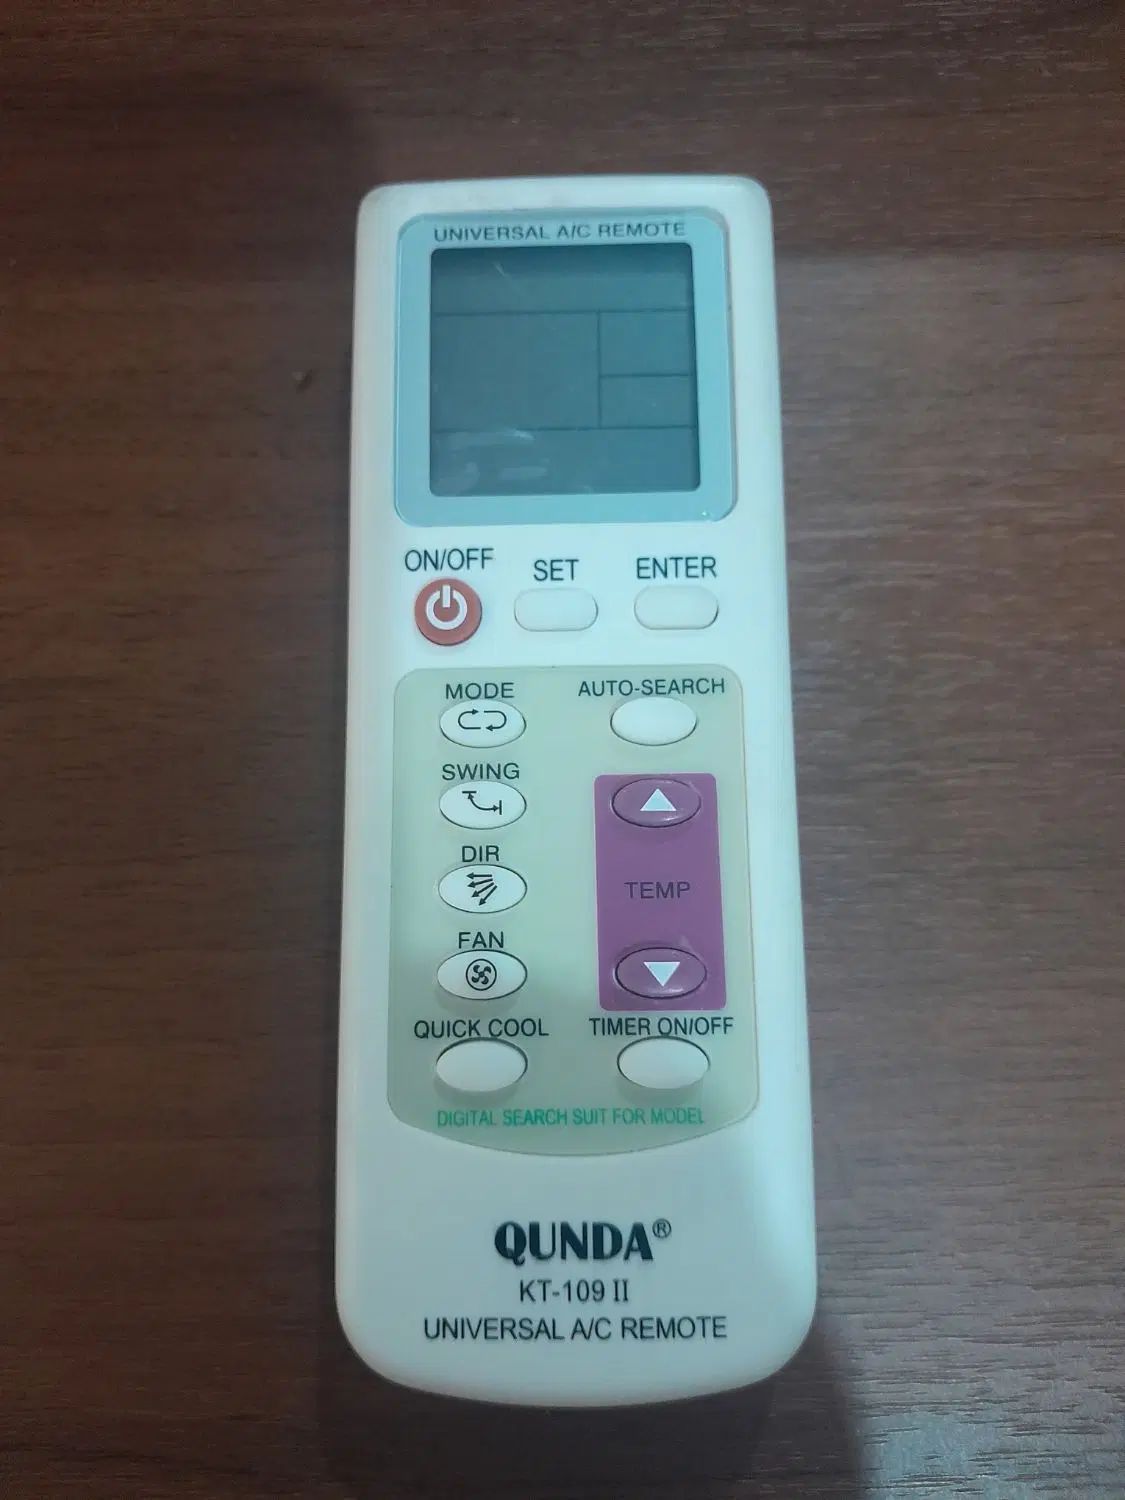 UNIVERSAL A/C REMOTE
ON/OFF SET ENTER
MODE AUTO-SEARCH
SWING
DIR
TEMP
FAN
QUICK COOL TIMER ON/OFF
DIGITAL SEARCH SUIT FOR MODEL
QUNDA®
KT-109 II
UNIVERSAL A/C REMOTE